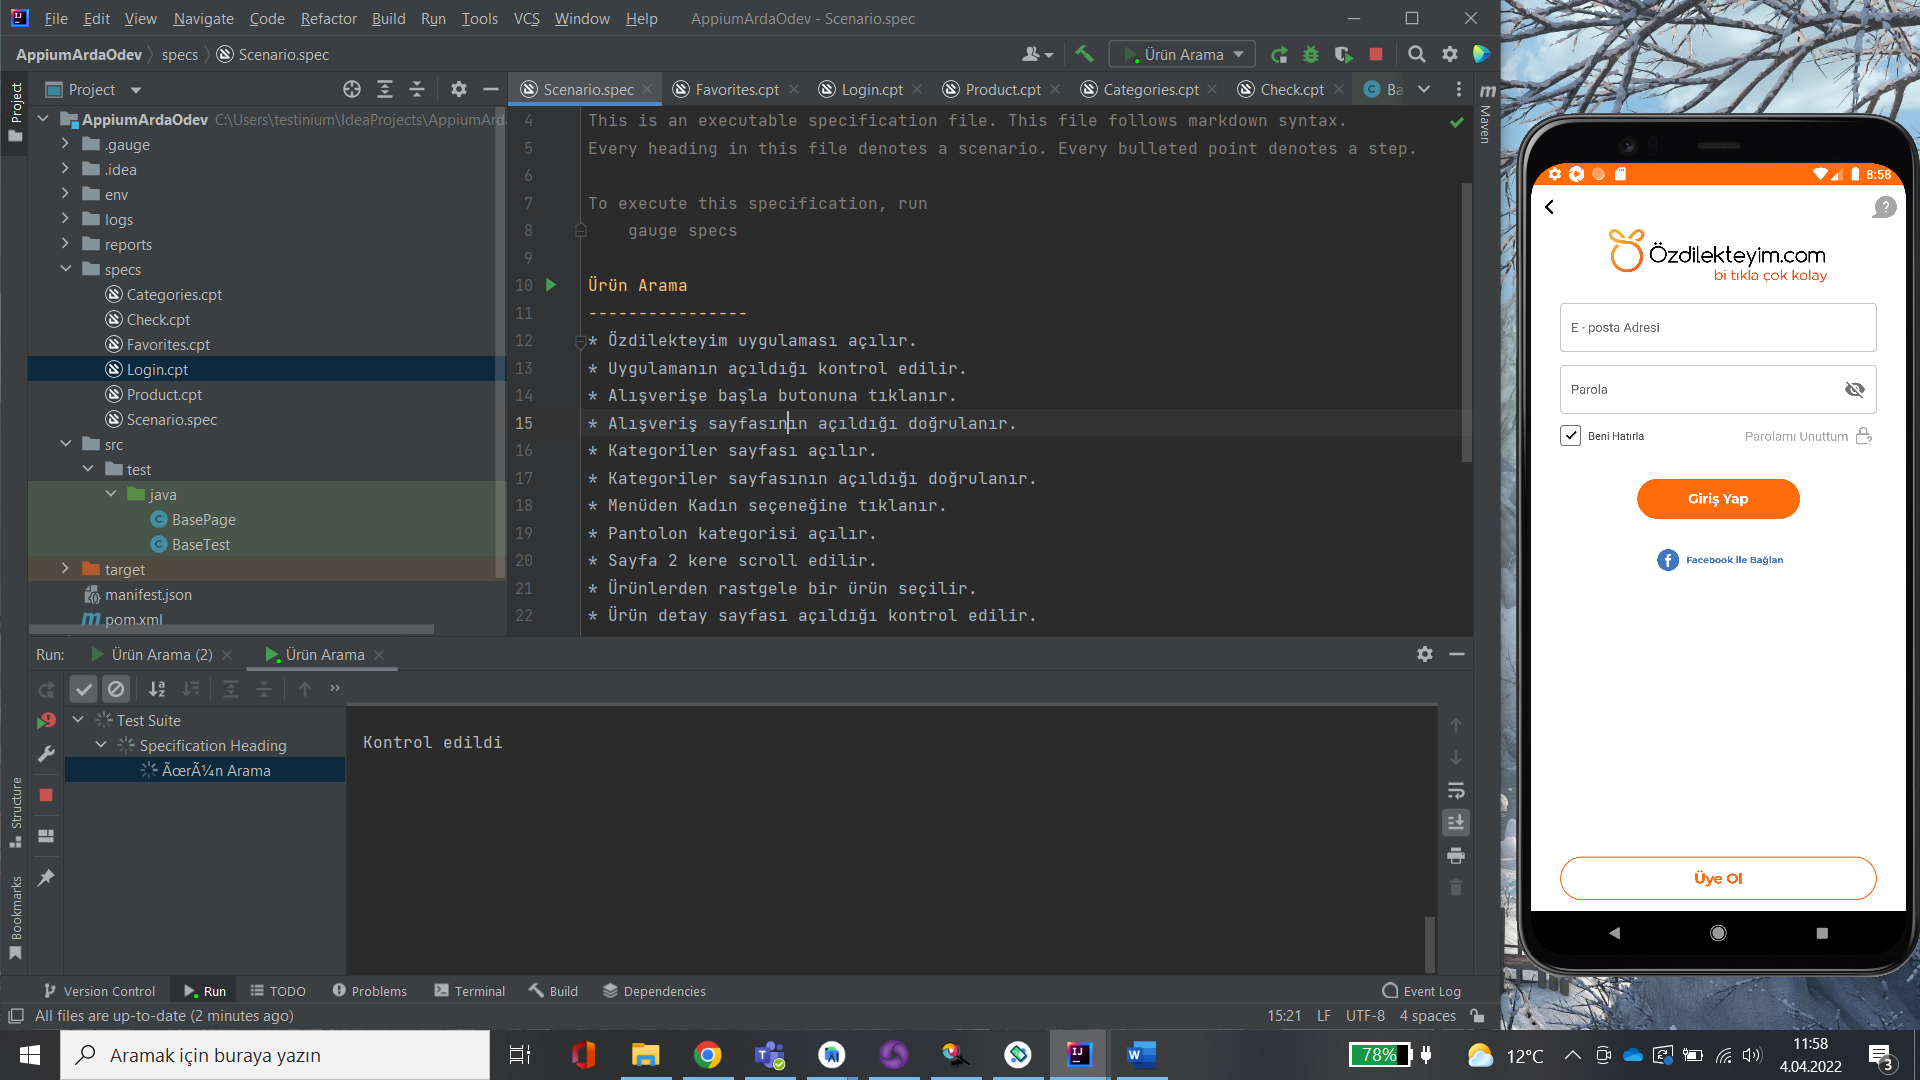 File Edit View Navigate Code Refactor Build Run Tools VCS Window Help AppiumArdaOdev - Scenario.spec
AppiumArdaOdev specs Scenario.spec Ürün Arama
Project
Scenario.spec Favorites.cpt Login.cpt Product.cpt Categories.cpt Check.cpt Ba
Project
Maven
AppiumArdaOdev C:\Users\testinium\IdeaProjects\AppiumArda
.gauge
.idea
env
logs
reports
specs
Categories.cpt
Check.cpt
Favorites.cpt
Login.cpt
Product.cpt
Scenario.spec
src
test
java
BasePage
BaseTest
target
manifest.json
pom.xml
4 This is an executable specification file. This file follows markdown syntax.
5 Every heading in this file denotes a scenario. Every bulleted point denotes a step.
6
7 To execute this specification, run
8 gauge specs
9
10 Ürün Arama
11 ----------------
12 * Özdilekteyim uygulaması açılır.
13 * Uygulamanın açıldığı kontrol edilir.
14 * Alışverişe başla butonuna tıklanır.
15 * Alışveriş sayfasının açıldığı doğrulanır.
16 * Kategoriler sayfası açılır.
17 * Kategoriler sayfasının açıldığı doğrulanır.
18 * Menüden Kadın seçeneğine tıklanır.
19 * Pantolon kategorisi açılır.
20 * Sayfa 2 kere scroll edilir.
21 * Ürünlerden rastgele bir ürün seçilir.
22 * Ürün detay sayfası açıldığı kontrol edilir.
Run: Ürün Arama (2) Ürün Arama
Test Suite
Specification Heading
ÃœrÃ¼n Arama
Kontrol edildi
Structure
Bookmarks
Version Control Run TODO Problems Terminal Build Dependencies Event Log
All files are up-to-date (2 minutes ago) 15:21 LF UTF-8 4 spaces
Aramak için buraya yazın
78% 12°C 11:58
4.04.2022 3
8:58
Özdilekteyim.com
bi tıkla çok kolay
E - posta Adresi
Parola
Beni Hatırla Parolamı Unuttum
Giriş Yap
Facebook İle Bağlan
Üye Ol